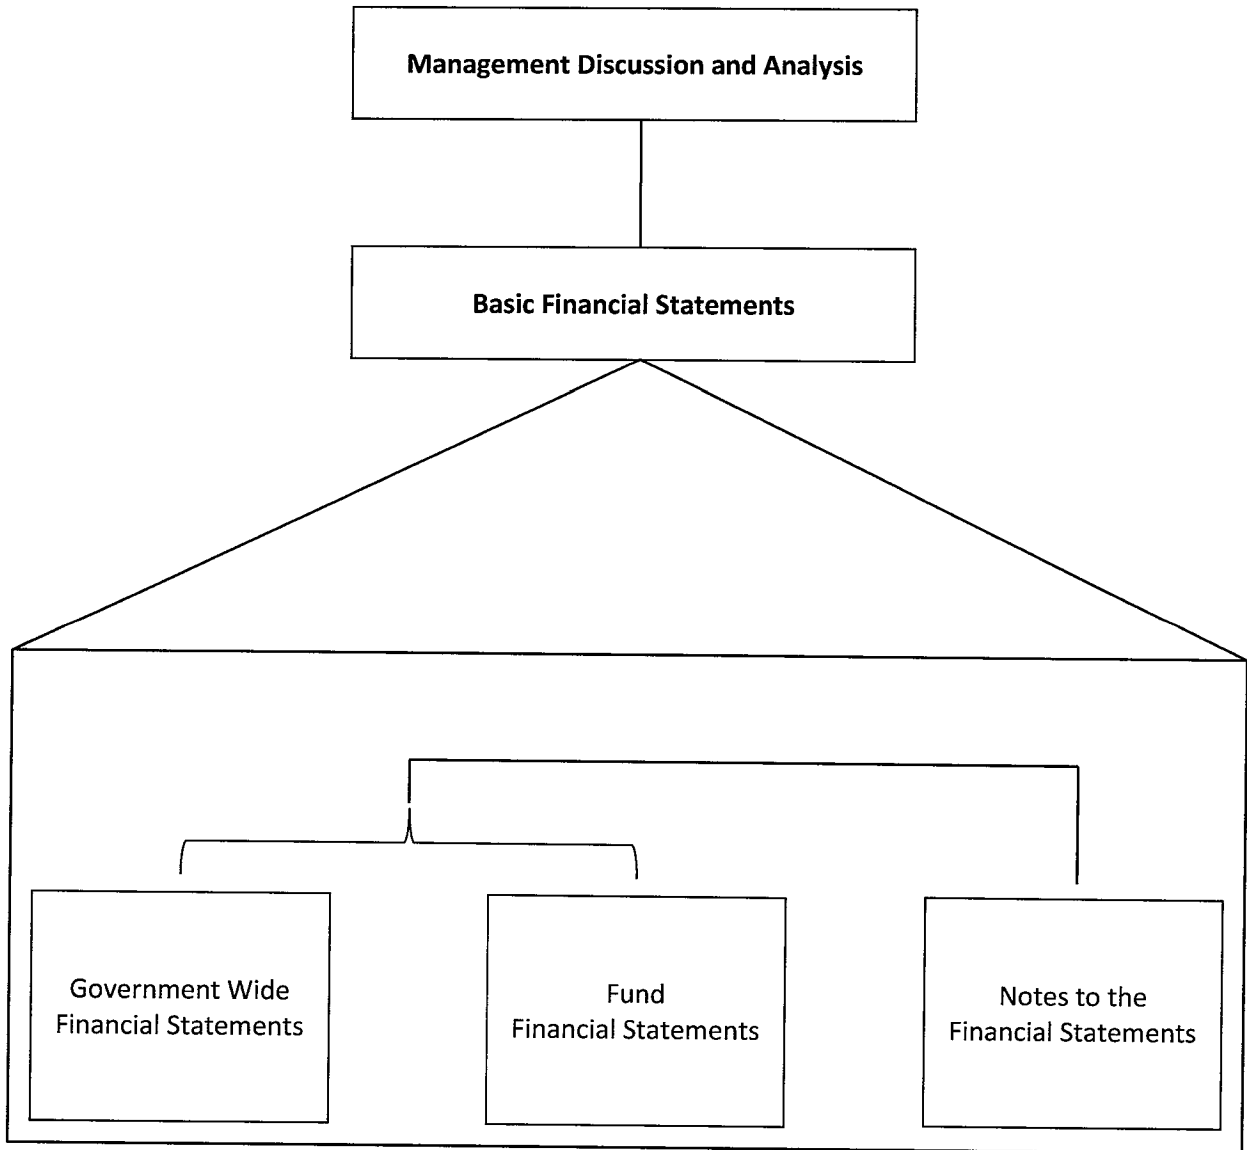 Management Discussion and Analysis
Basic Financial Statements
Government Wide
Financial Statements
Fund
Financial Statements
Notes to the
Financial Statements